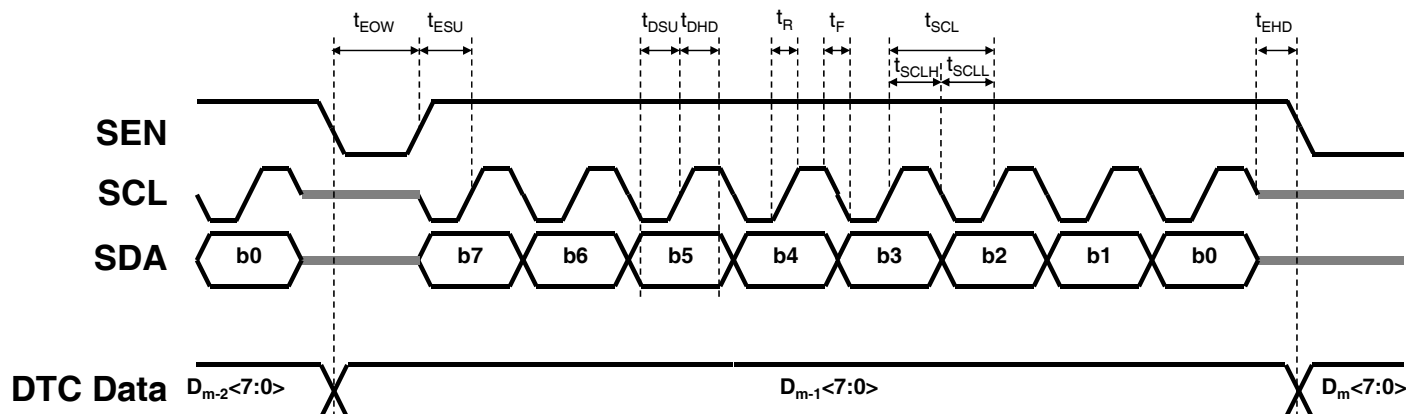 tEOW tESU tDSU tDHD tR tF tSCL tEHD
tSCLH tSCLL
SEN
SCL
SDA b0 b7 b6 b5 b4 b3 b2 b1 b0
DTC Data Dm-2<7:0> Dm-1<7:0> Dm<7:0>